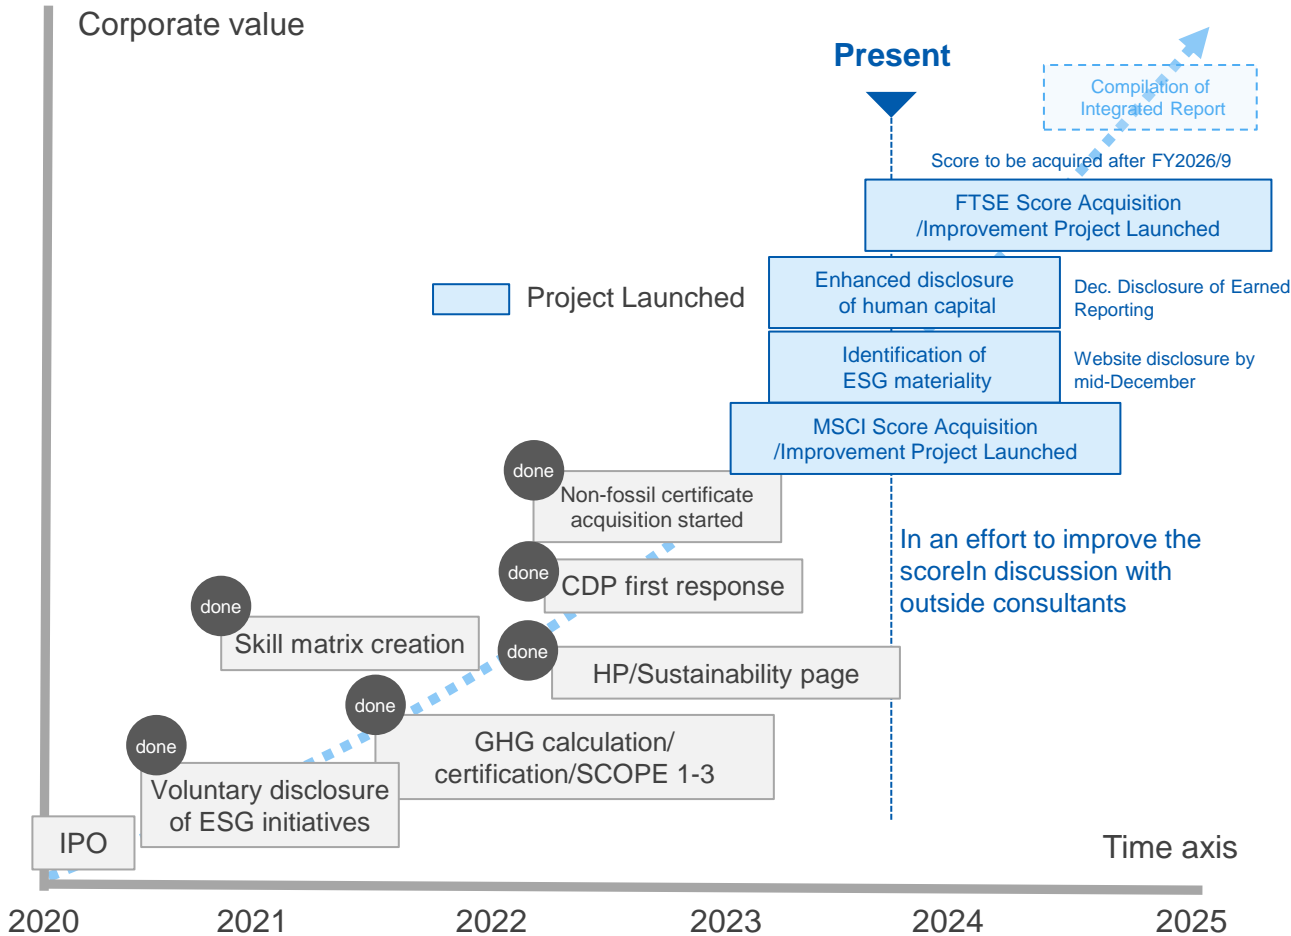 Corporate value
Present
Compilation of
Integrated Report
Score to be acquired after FY2026/9
FTSE Score Acquisition
/Improvement Project Launched
Project Launched
Enhanced disclosure
of human capital
Dec. Disclosure of Earned
Reporting
Identification of
ESG materiality
Website disclosure by
mid-December
MSCI Score Acquisition
/Improvement Project Launched
done
Non-fossil certificate
acquisition started
In an effort to improve the
scoreIn discussion with
outside consultants
done
CDP first response
done
Skill matrix creation
done
HP/Sustainability page
done
GHG calculation/
certification/SCOPE 1-3
done
Voluntary disclosure
of ESG initiatives
IPO
Time axis
2020
2021
2022
2023
2024
2025